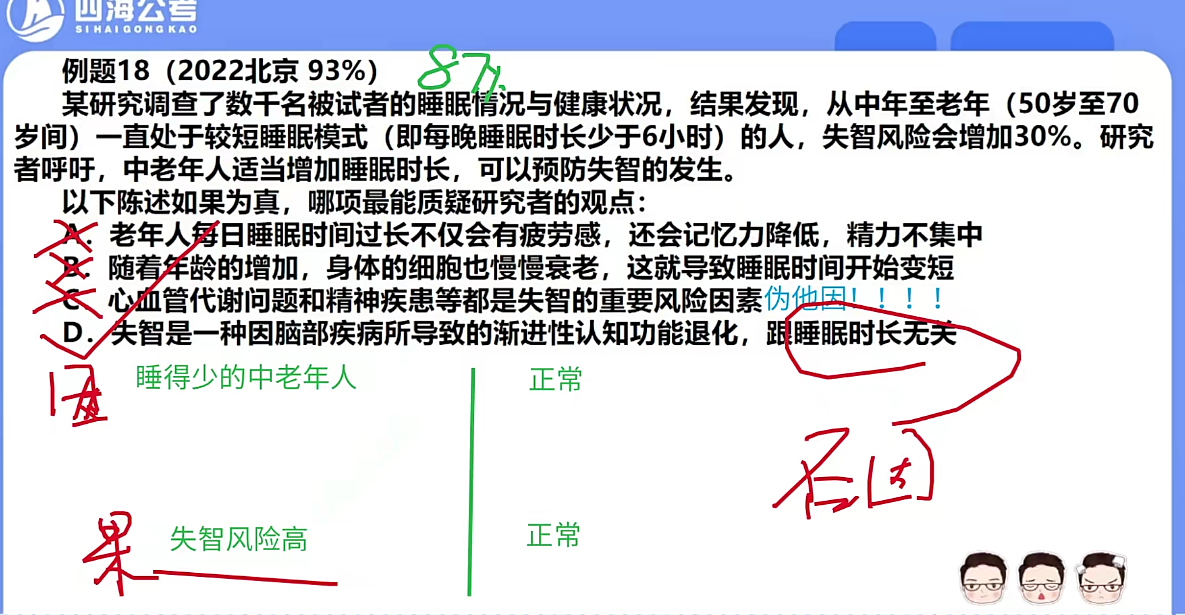 四海公考
SIHAIGONGKAO
例题18（2022北京 93%） 87%
某研究调查了数千名被试者的睡眠情况与健康状况，结果发现，从中年至老年（50岁至70
岁间）一直处于较短睡眠模式（即每晚睡眠时长少于6小时）的人，失智风险会增加30%。研究
者呼吁，中老年人适当增加睡眠时长，可以预防失智的发生。
以下陈述如果为真，哪项最能质疑研究者的观点：
A．老年人每日睡眠时间过长不仅会有疲劳感，还会记忆力降低，精力不集中
B．随着年龄的增加，身体的细胞也慢慢衰老，这就导致睡眠时间开始变短
C．心血管代谢问题和精神疾患等都是失智的重要风险因素 伪他因！！！！
D．失智是一种因脑部疾病所导致的渐进性认知功能退化，跟睡眠时长无关
因 睡得少的中老年人 正常
否因
果 失智风险高 正常